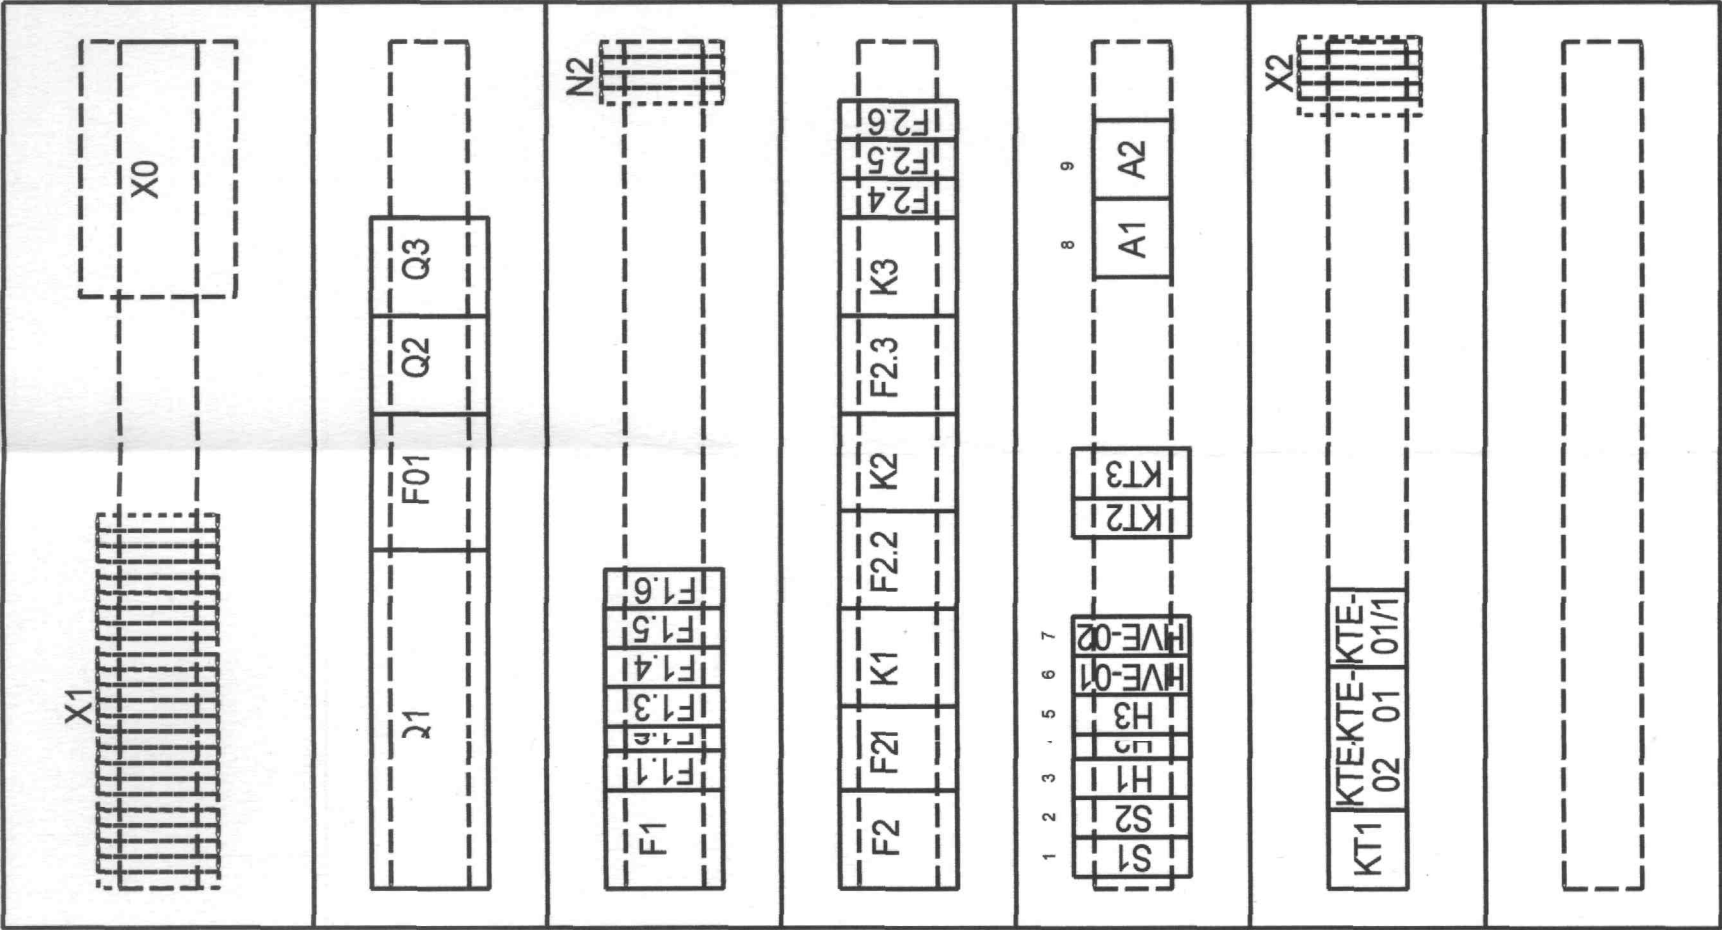 X0
X1
Q3
Q2
F01
Q1
N2
F1.6
F1.5
F1.4
F1.3
F1.1
F1
F2.6
F2.5
F2.4
K3
F2.3
K2
F2.2
K1
F21
F2
9
A2
8
A1
KT3
KT2
7
HVE-02
6
HVE-01
5
H3
3
H1
2
S2
1
S1
X2
KTE-
01/1
KTE-
01
KTE-
02
KT1